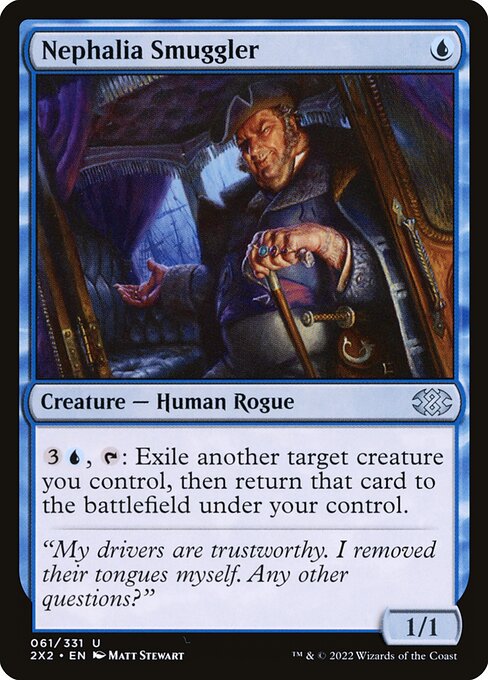 Nephalia Smuggler
Creature — Human Rogue
3, : Exile another target creature
you control, then return that card to
the battlefield under your control.
“My drivers are trustworthy. I removed
their tongues myself. Any other
questions?”
1/1
061/331 U
2X2 • EN Matt Stewart
™ & © 2022 Wizards of the Coast